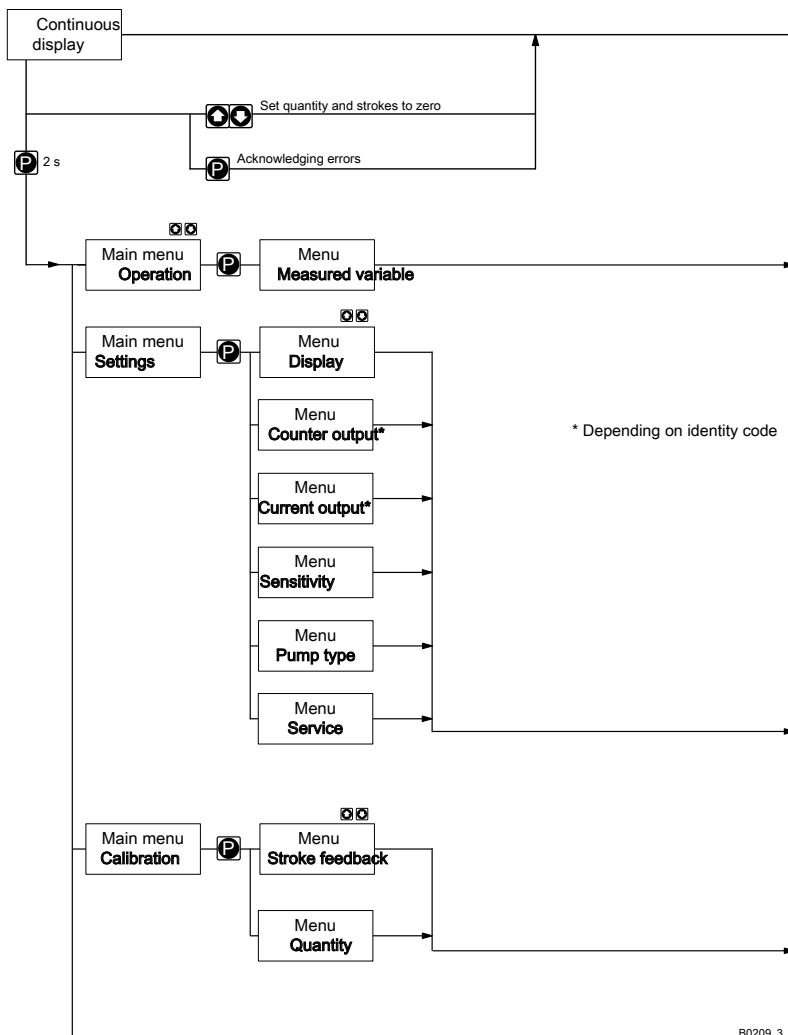 Continuous
display
Set quantity and strokes to zero
P Acknowledging errors
P 2 s
Main menu
Operation
P
Menu
Measured variable
Main menu
Settings
P
Menu
Display
Menu
Counter output*
* Depending on identity code
Menu
Current output*
Menu
Sensitivity
Menu
Pump type
Menu
Service
Main menu
Calibration
P
Menu
Stroke feedback
Menu
Quantity
B0209_3